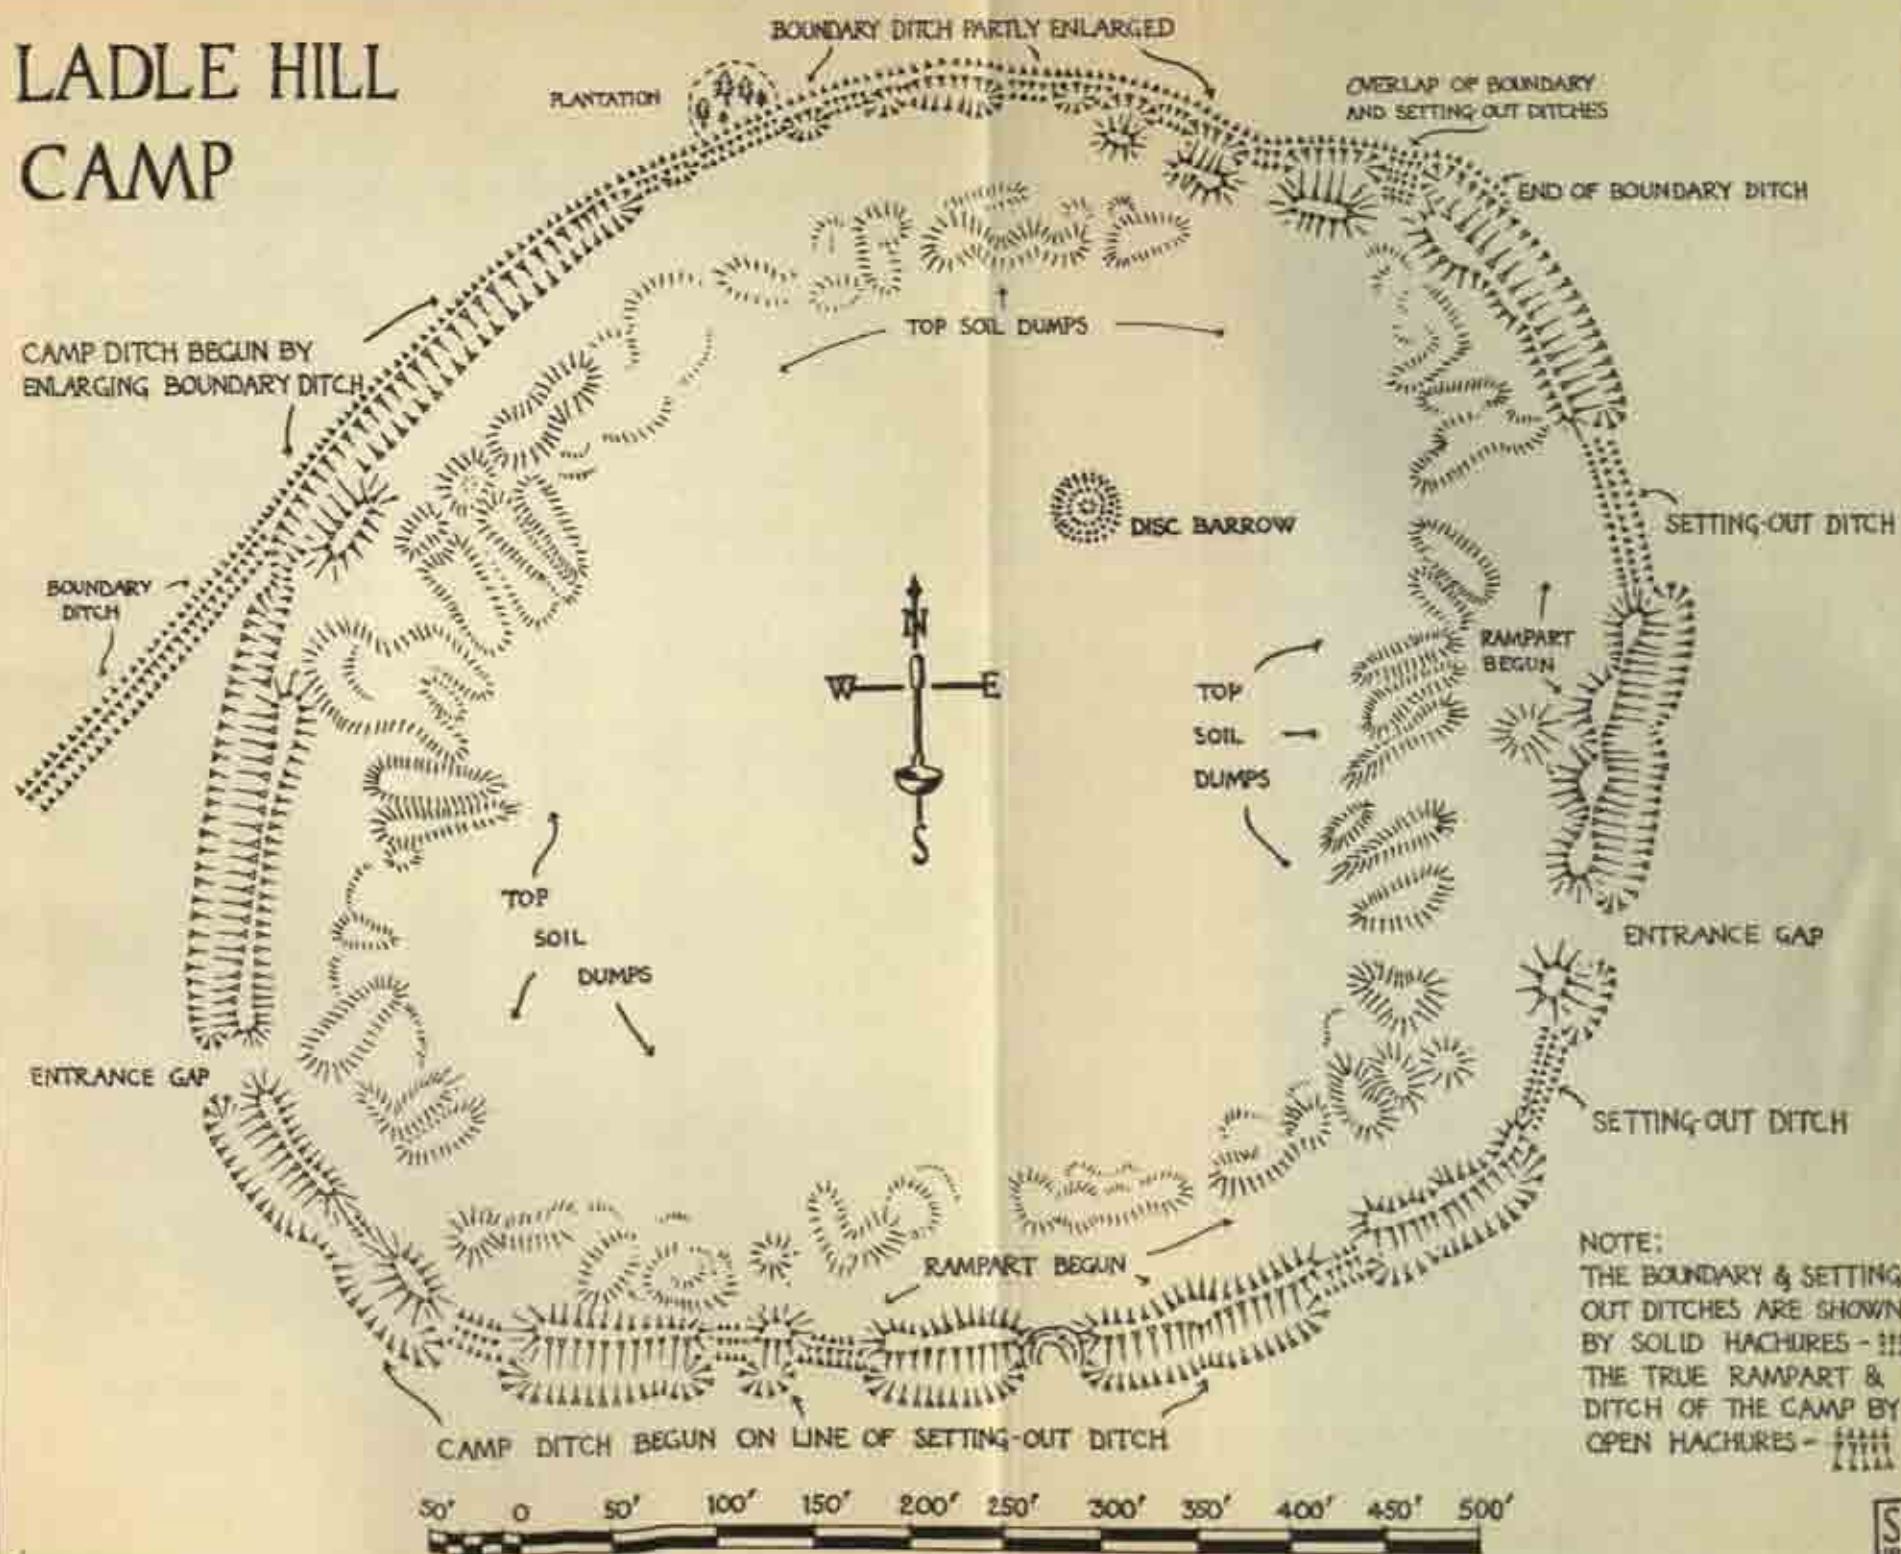 LADLE HILL
CAMP
BOUNDARY DITCH PARTLY ENLARGED
PLANTATION
OVERLAP OF BOUNDARY
AND SETTING OUT DITCHES
END OF BOUNDARY DITCH
TOP SOIL DUMPS
CAMP DITCH BEGUN BY
ENLARGING BOUNDARY DITCH
DISC BARROW
SETTING-OUT DITCH
BOUNDARY
DITCH
N
W E
S
RAMPART
BEGUN
TOP
SOIL
DUMPS
TOP
SOIL
DUMPS
ENTRANCE GAP
ENTRANCE GAP
SETTING-OUT DITCH
RAMPART BEGUN
NOTE:
THE BOUNDARY & SETTING
OUT DITCHES ARE SHOWN
BY SOLID HACHURES -
THE TRUE RAMPART &
DITCH OF THE CAMP BY
OPEN HACHURES -
CAMP DITCH BEGUN ON LINE OF SETTING-OUT DITCH
50' 0 50' 100' 150' 200' 250' 300' 350' 400' 450' 500'